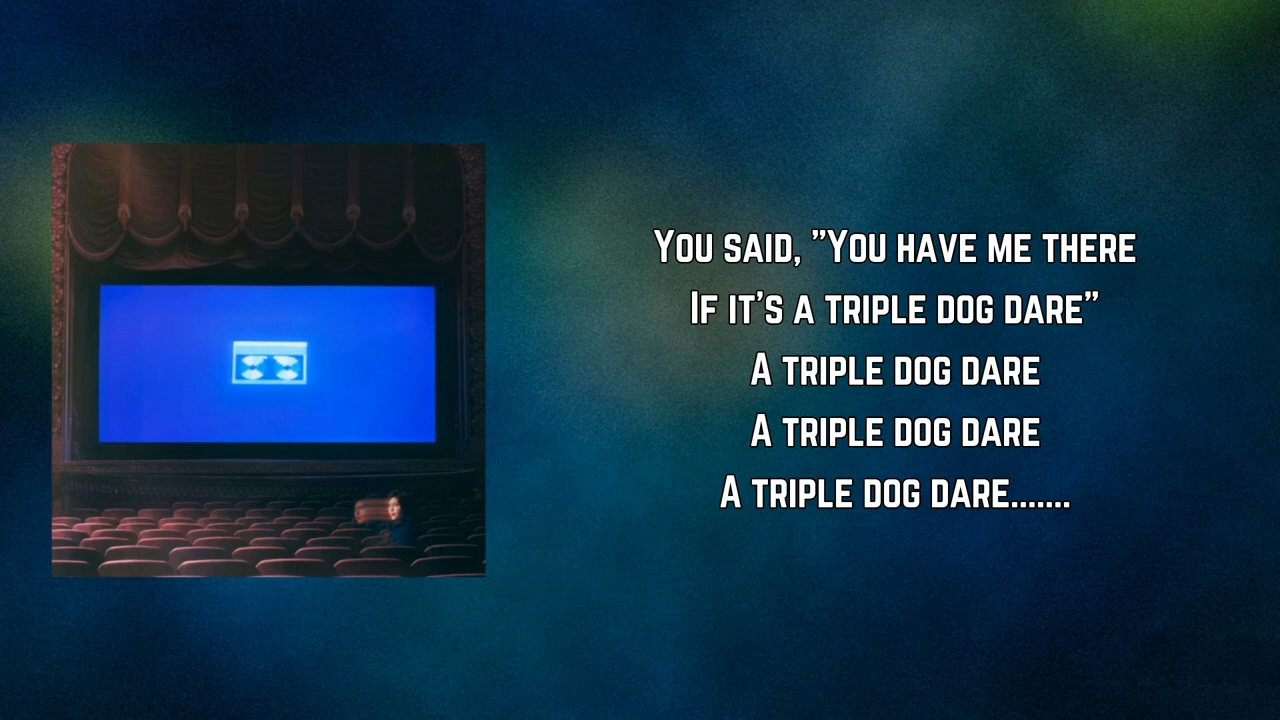 You said, ”You have me there
If it’s a triple dog dare”
A triple dog dare
A triple dog dare
A triple dog dare.......